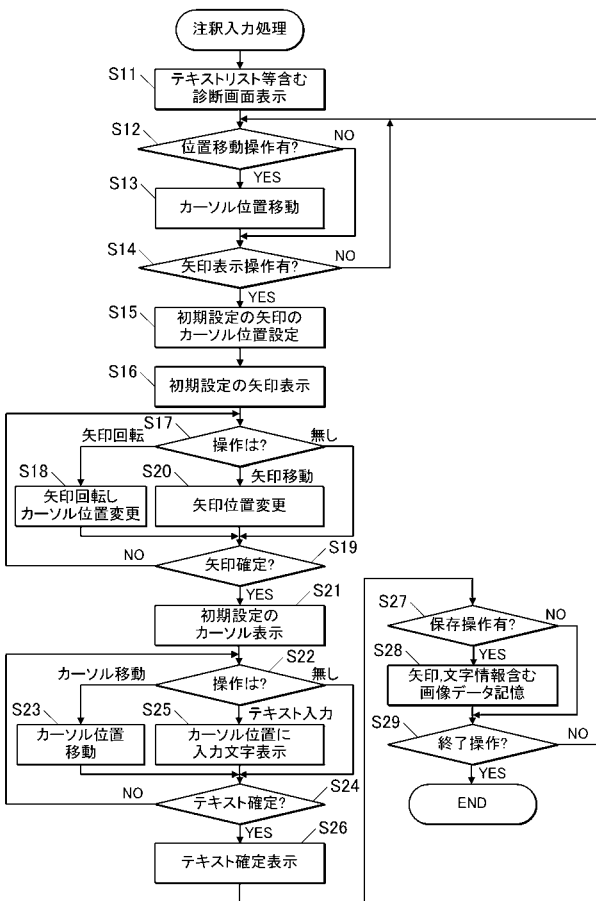 注釈入力処理
S11
テキストリスト等含む
診断画面表示
S12
位置移動操作有?
NO
YES
S13
カーソル位置移動
S14
矢印表示操作有?
NO
YES
S15
初期設定の矢印の
カーソル位置設定
S16
初期設定の矢印表示
S17
矢印回転
操作は?
無し
S18
S20
矢印移動
矢印回転し
カーソル位置変更
矢印位置変更
S19
NO
矢印確定?
YES
S21
初期設定の
カーソル表示
S22
カーソル移動
操作は?
無し
S23
S25
テキスト入力
カーソル位置
移動
カーソル位置に
入力文字表示
S24
NO
テキスト確定?
YES
S26
テキスト確定表示
S27
保存操作有?
NO
YES
S28
矢印,文字情報含む
画像データ記憶
S29
終了操作?
NO
YES
END